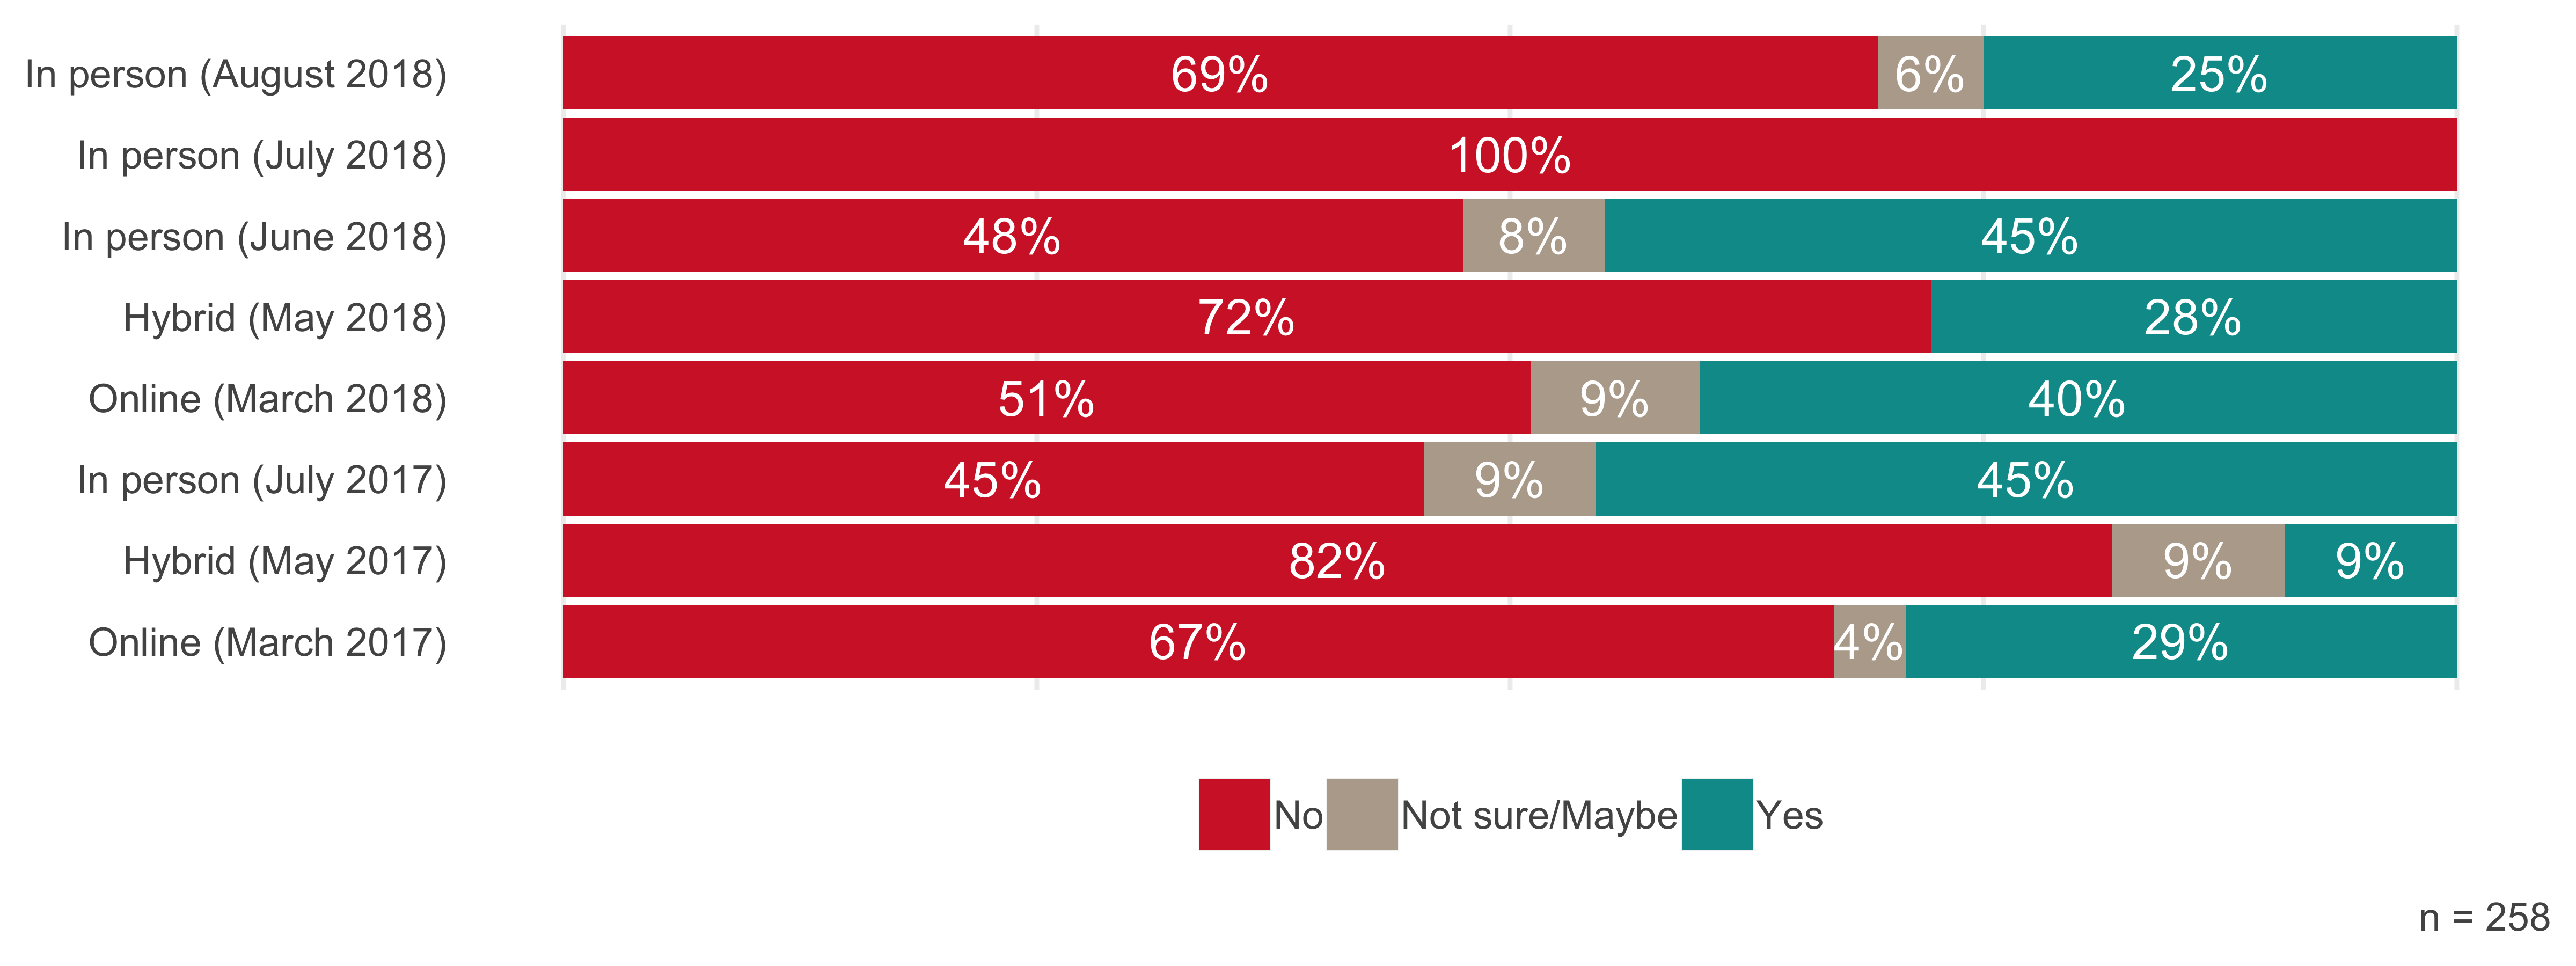 In person (August 2018) 69% 6% 25%
In person (July 2018) 100%
In person (June 2018) 48% 8% 45%
Hybrid (May 2018) 72% 28%
Online (March 2018) 51% 9% 40%
In person (July 2017) 45% 9% 45%
Hybrid (May 2017) 82% 9% 9%
Online (March 2017) 67% 4% 29%
No Not sure/Maybe Yes
n = 258